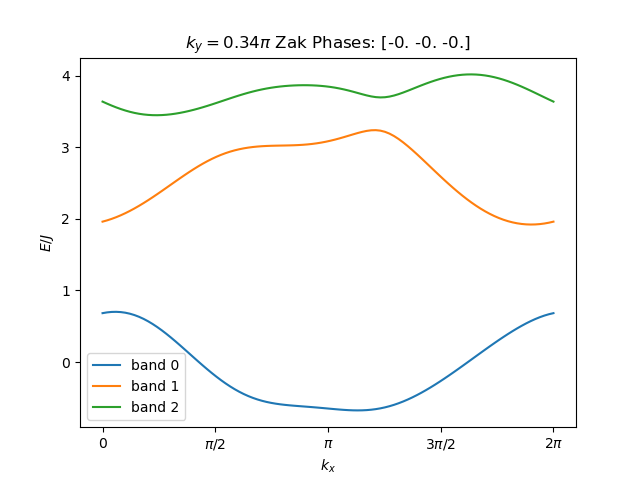 k_y = 0.34π Zak Phases: [-0. -0. -0.]
E/J
4
3
2
1
0
band 0
band 1
band 2
0 π/2 π 3π/2 2π
k_x